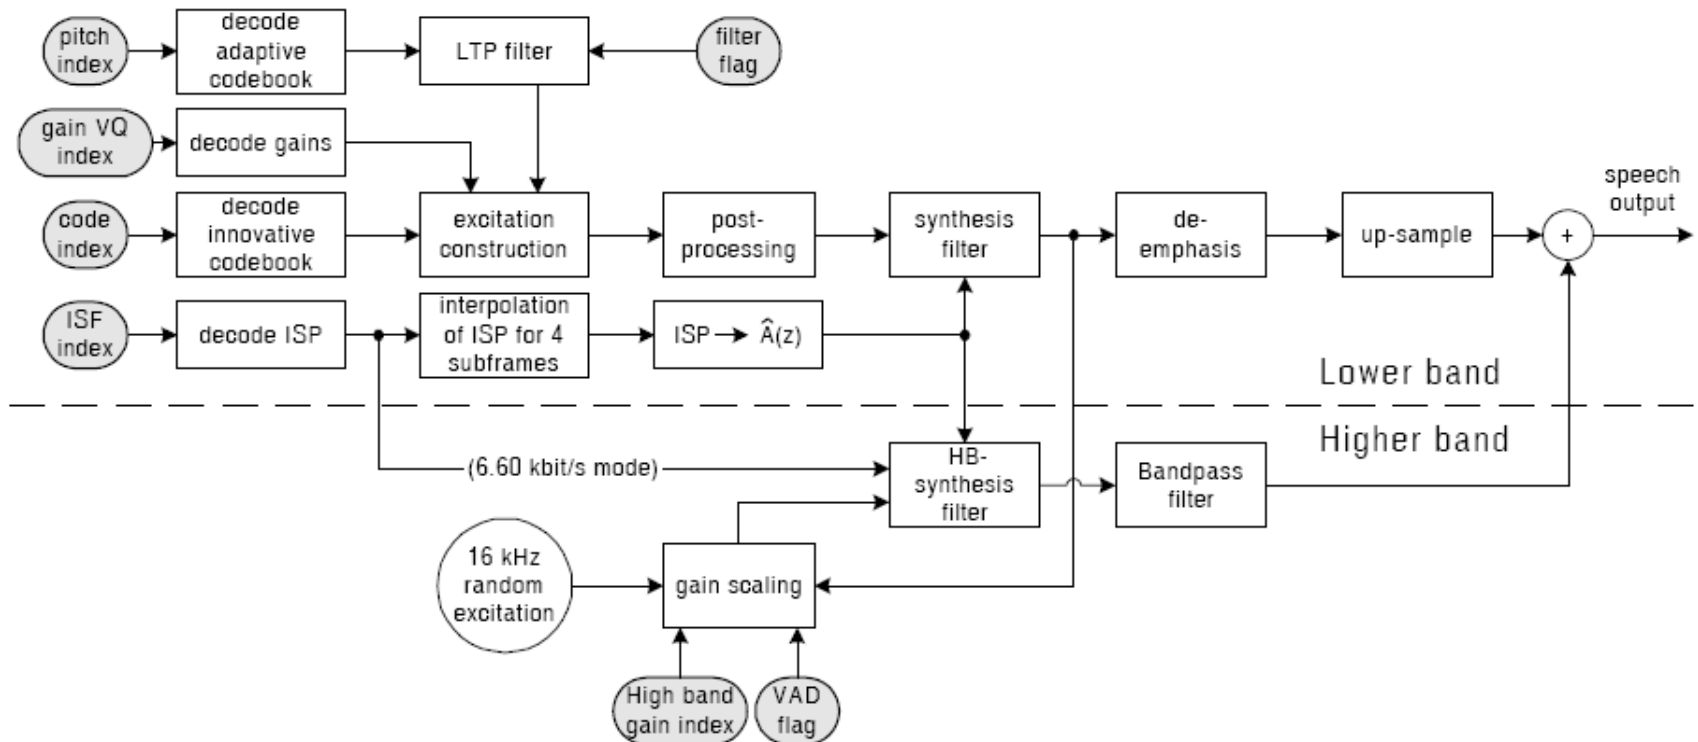 pitch
index
decode
adaptive
codebook
LTP filter
filter
flag
gain VQ
index
decode gains
code
index
decode
innovative
codebook
excitation
construction
post-
processing
synthesis
filter
de-
emphasis
up-sample
+
speech
output
ISF
index
decode ISP
interpolation
of ISP for 4
subframes
ISP → Â(z)
Lower band
Higher band
(6.60 kbit/s mode)
HB-
synthesis
filter
Bandpass
filter
16 kHz
random
excitation
gain scaling
High band
gain index
VAD
flag